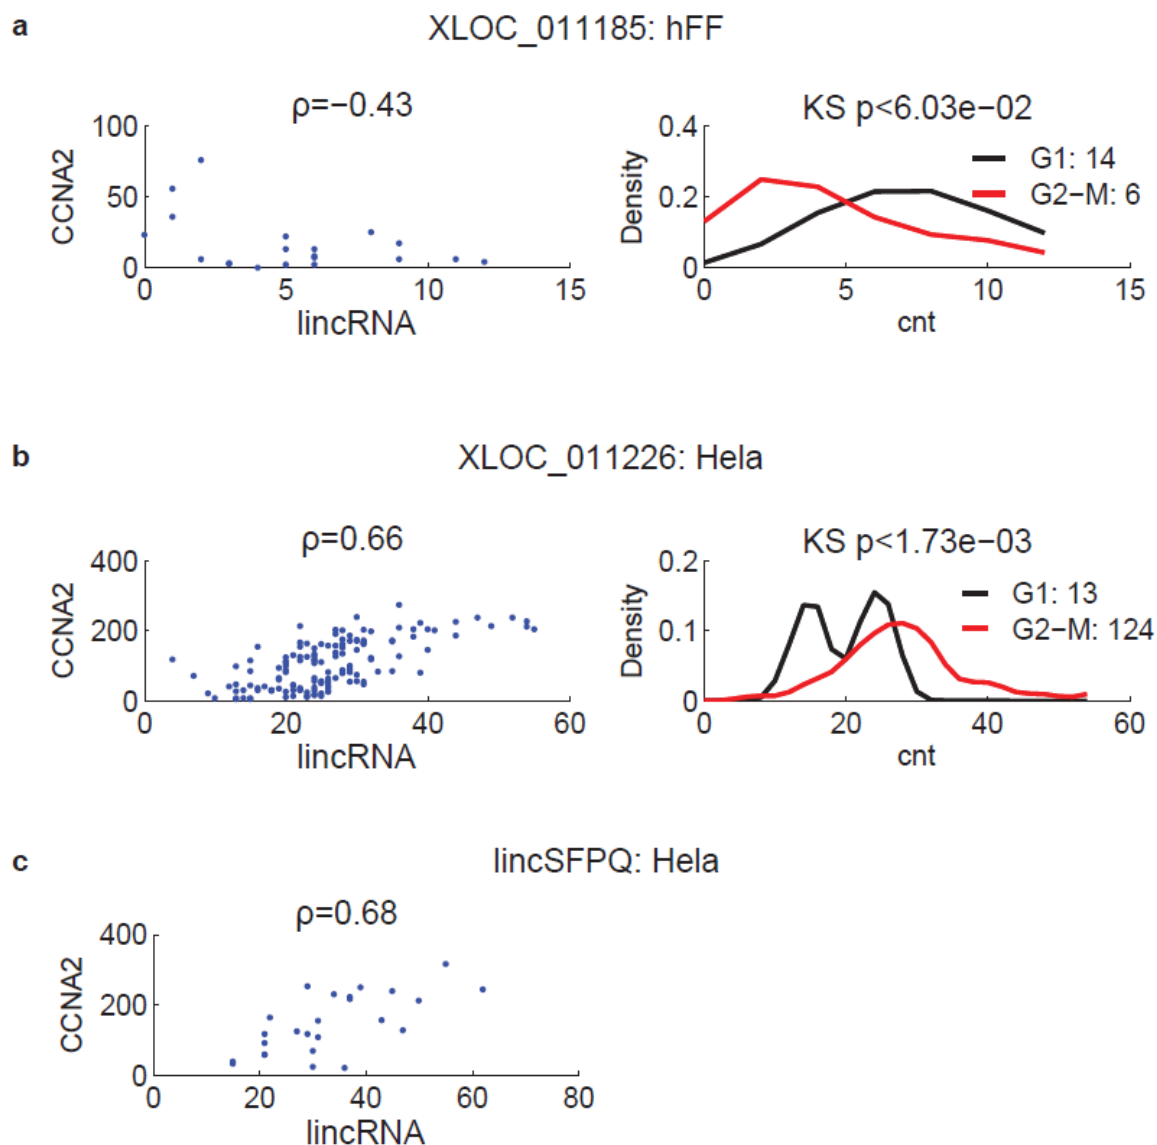 a
XLOC_011185: hFF
ρ=−0.43
CCNA2
100
50
0
0 5 10 15
lincRNA
KS p<6.03e−02
Density
0.4
0.2
0
G1: 14
G2−M: 6
0 5 10 15
cnt
b
XLOC_011226: Hela
ρ=0.66
CCNA2
400
200
0
0 20 40 60
lincRNA
KS p<1.73e−03
Density
0.2
0.1
0
G1: 13
G2−M: 124
0 20 40 60
cnt
c
lincSFPQ: Hela
ρ=0.68
CCNA2
400
200
0
0 20 40 60 80
lincRNA